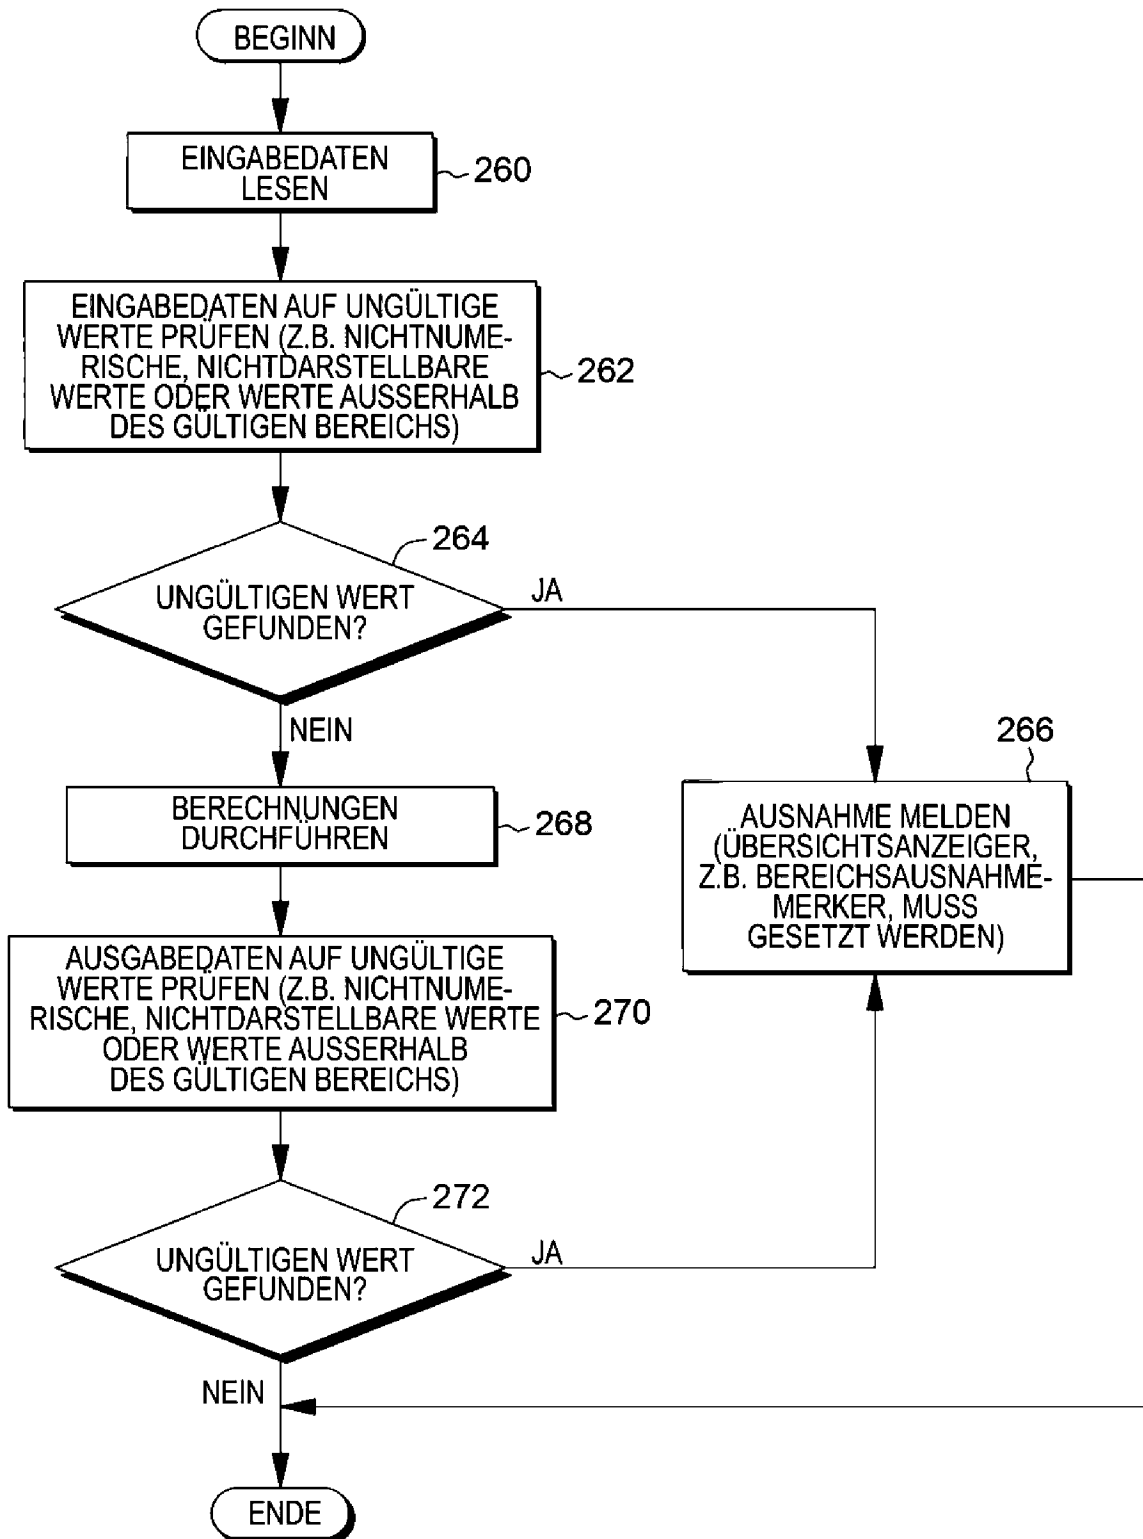 BEGINN
EINGABEDATEN
LESEN
260
EINGABEDATEN AUF UNGÜLTIGE
WERTE PRÜFEN (Z.B. NICHTNUME-
RISCHE, NICHTDARSTELLBARE
WERTE ODER WERTE AUSSERHALB
DES GÜLTIGEN BEREICHS)
262
264
UNGÜLTIGEN WERT
GEFUNDEN?
JA
NEIN
266
AUSNAHME MELDEN
(ÜBERSICHTSANZEIGER,
Z.B. BEREICHSAUSNAHME-
MERKER, MUSS
GESETZT WERDEN)
BERECHNUNGEN
DURCHFÜHREN
268
AUSGABEDATEN AUF UNGÜLTIGE
WERTE PRÜFEN (Z.B. NICHTNUME-
RISCHE, NICHTDARSTELLBARE WERTE
ODER WERTE AUSSERHALB
DES GÜLTIGEN BEREICHS)
270
272
UNGÜLTIGEN WERT
GEFUNDEN?
JA
NEIN
ENDE